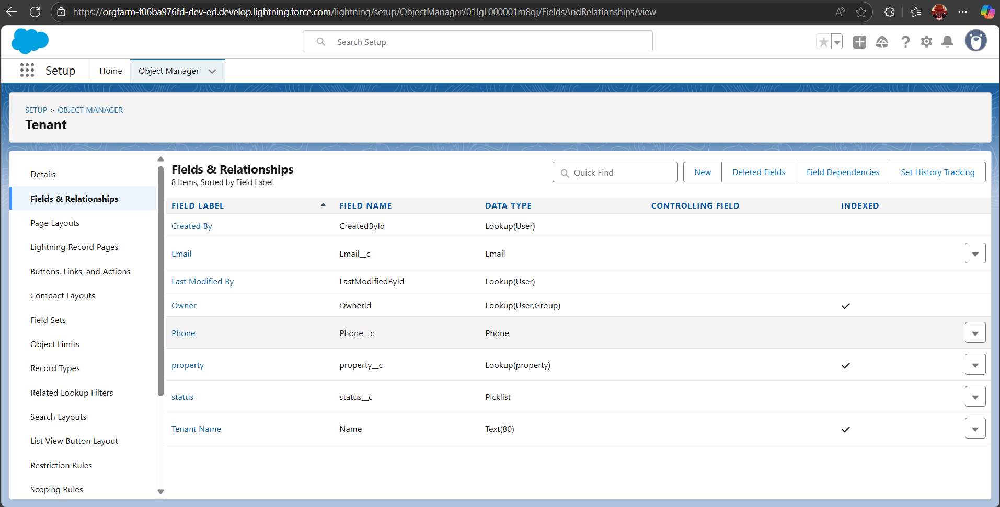 https://orgfarm-f06ba976fd-dev-ed.develop.lightning.force.com/lightning/setup/ObjectManager/01IgL000001m8qj/FieldsAndRelationships/view
Search Setup
Setup
Home
Object Manager
SETUP > OBJECT MANAGER
Tenant
Details
Fields & Relationships
Page Layouts
Lightning Record Pages
Buttons, Links, and Actions
Compact Layouts
Field Sets
Object Limits
Record Types
Related Lookup Filters
Search Layouts
List View Button Layout
Restriction Rules
Scoping Rules
Fields & Relationships
8 Items, Sorted by Field Label
Quick Find
New
Deleted Fields
Field Dependencies
Set History Tracking
FIELD LABEL FIELD NAME DATA TYPE CONTROLLING FIELD INDEXED
Created By CreatedById Lookup(User)
Email Email__c Email
Last Modified By LastModifiedById Lookup(User)
Owner OwnerId Lookup(User,Group)
Phone Phone__c Phone
property property__c Lookup(property)
status status__c Picklist
Tenant Name Name Text(80)